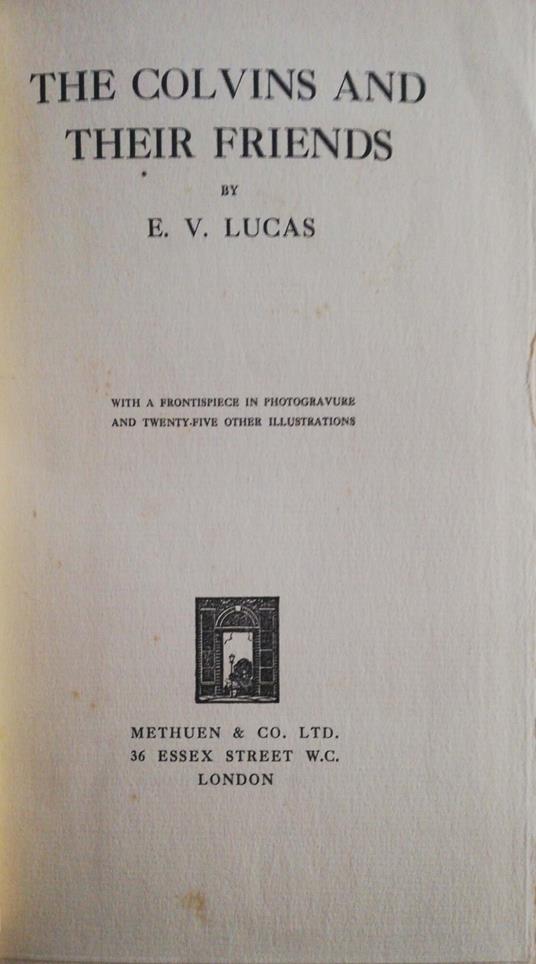 THE COLVINS AND
THEIR FRIENDS
BY
E. V. LUCAS
WITH A FRONTISPIECE IN PHOTOGRAVURE
AND TWENTY-FIVE OTHER ILLUSTRATIONS
METHUEN & CO. LTD.
36 ESSEX STREET W.C.
LONDON